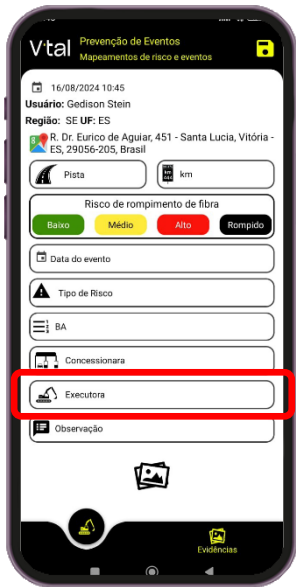 V.tal
Prevenção de Eventos
Mapeamentos de risco e eventos
16/08/2024 10:45
Usuário: Gedison Stein
Região: SE UF: ES
R. Dr. Eurico de Aguiar, 451 - Santa Lucia, Vitória -
ES, 29056-205, Brasil
Pista
km
Risco de rompimento de fibra
Baixo Médio Alto Rompido
Data do evento
Tipo de Risco
BA
Concessionara
Executora
Observação
Evidências